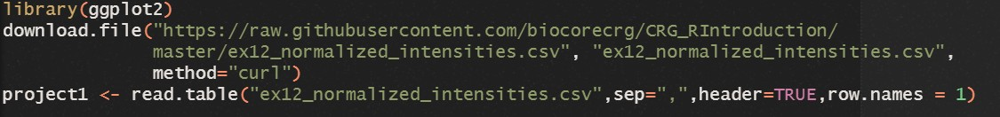 library(ggplot2)
download.file("https://raw.githubusercontent.com/biocorecrg/CRG_RIntroduction/
master/ex12_normalized_intensities.csv", "ex12_normalized_intensities.csv",
method="curl")
project1 <- read.table("ex12_normalized_intensities.csv",sep=",",header=TRUE,row.names = 1)